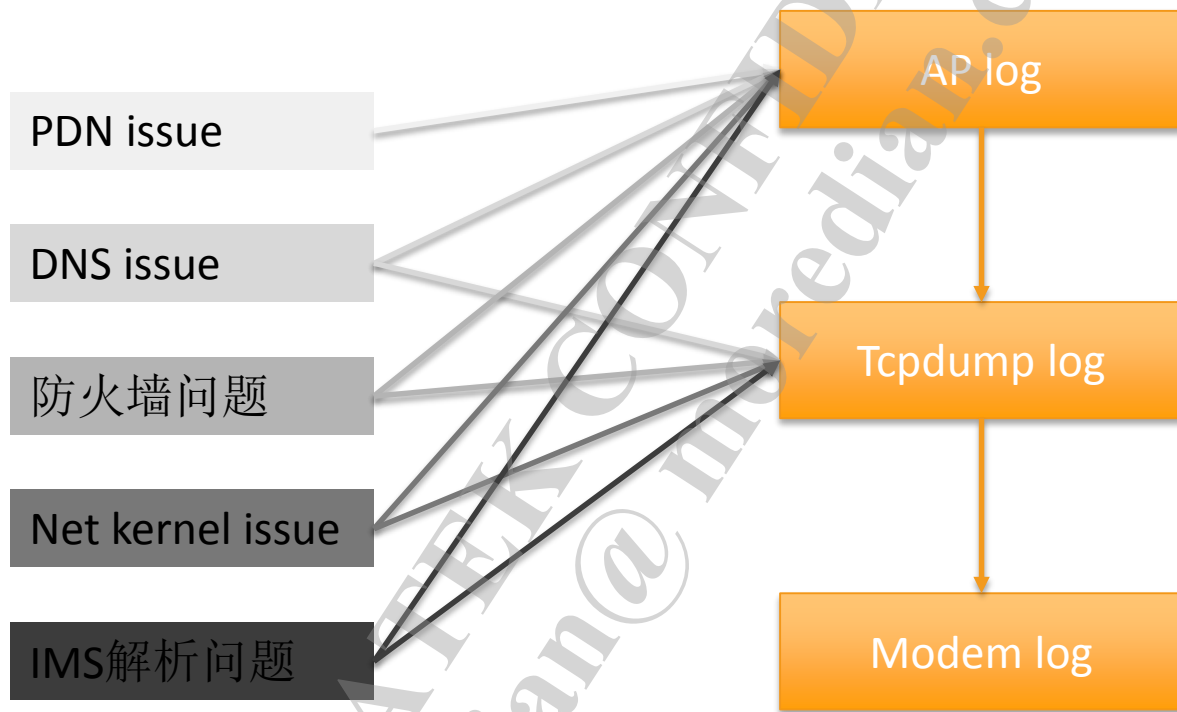 PDN issue
DNS issue
防火墙问题
Net kernel issue
IMS解析问题
AP log
Tcpdump log
Modem log